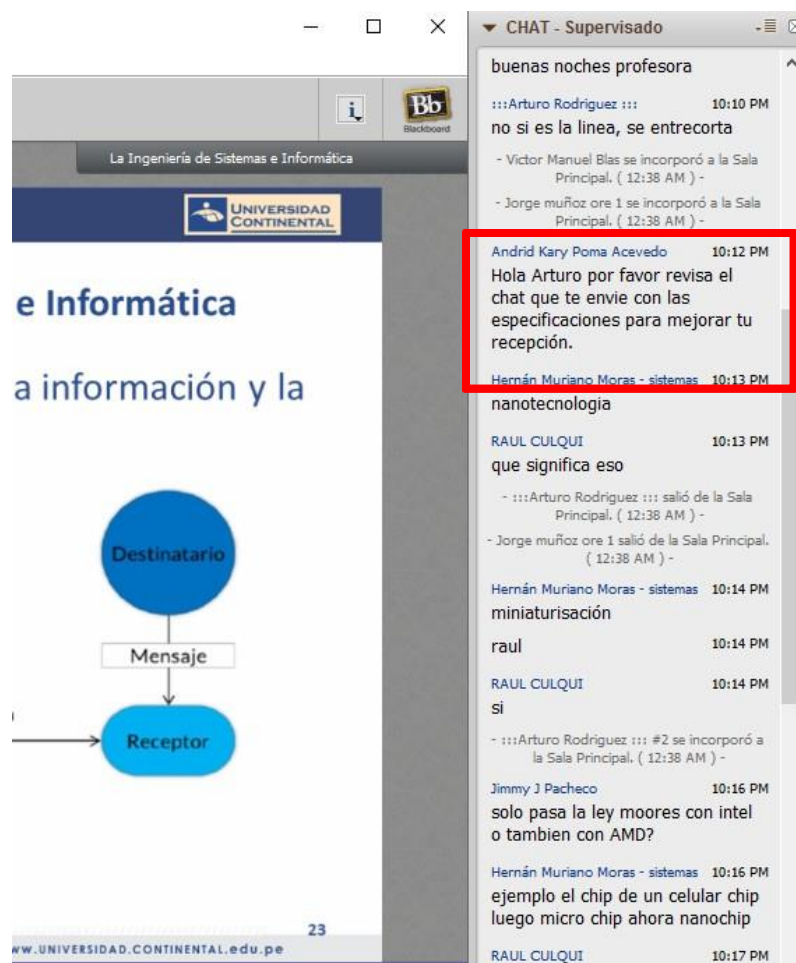 CHAT - Supervisado
buenas noches profesora
:::Arturo Rodriguez ::: 10:10 PM
no si es la linea, se entrecorta
- Victor Manuel Blas se incorporó a la Sala
Principal. ( 12:38 AM ) -
- Jorge muñoz ore 1 se incorporó a la Sala
Principal. ( 12:38 AM ) -
Andrid Kary Poma Acevedo 10:12 PM
Hola Arturo por favor revisa el
chat que te envie con las
especificaciones para mejorar tu
recepción.
Hernán Muriano Moras - sistemas 10:13 PM
nanotecnologia
RAUL CULQUI 10:13 PM
que significa eso
- :::Arturo Rodriguez ::: salió de la Sala
Principal. ( 12:38 AM ) -
- Jorge muñoz ore 1 salió de la Sala Principal.
( 12:38 AM ) -
Hernán Muriano Moras - sistemas 10:14 PM
miniaturisación
raul 10:14 PM
RAUL CULQUI 10:14 PM
si
- :::Arturo Rodriguez ::: #2 se incorporó a
la Sala Principal. ( 12:38 AM ) -
Jimmy J Pacheco 10:16 PM
solo pasa la ley moores con intel
o tambien con AMD?
Hernán Muriano Moras - sistemas 10:16 PM
ejemplo el chip de un celular chip
luego micro chip ahora nanochip
RAUL CULQUI 10:17 PM
i
Bb
Blackboard
La Ingeniería de Sistemas e Informática
UNIVERSIDAD
CONTINENTAL
e Informática
a información y la
Destinatario
Mensaje
Receptor
23
ww.UNIVERSIDAD.CONTINENTAL.edu.pe